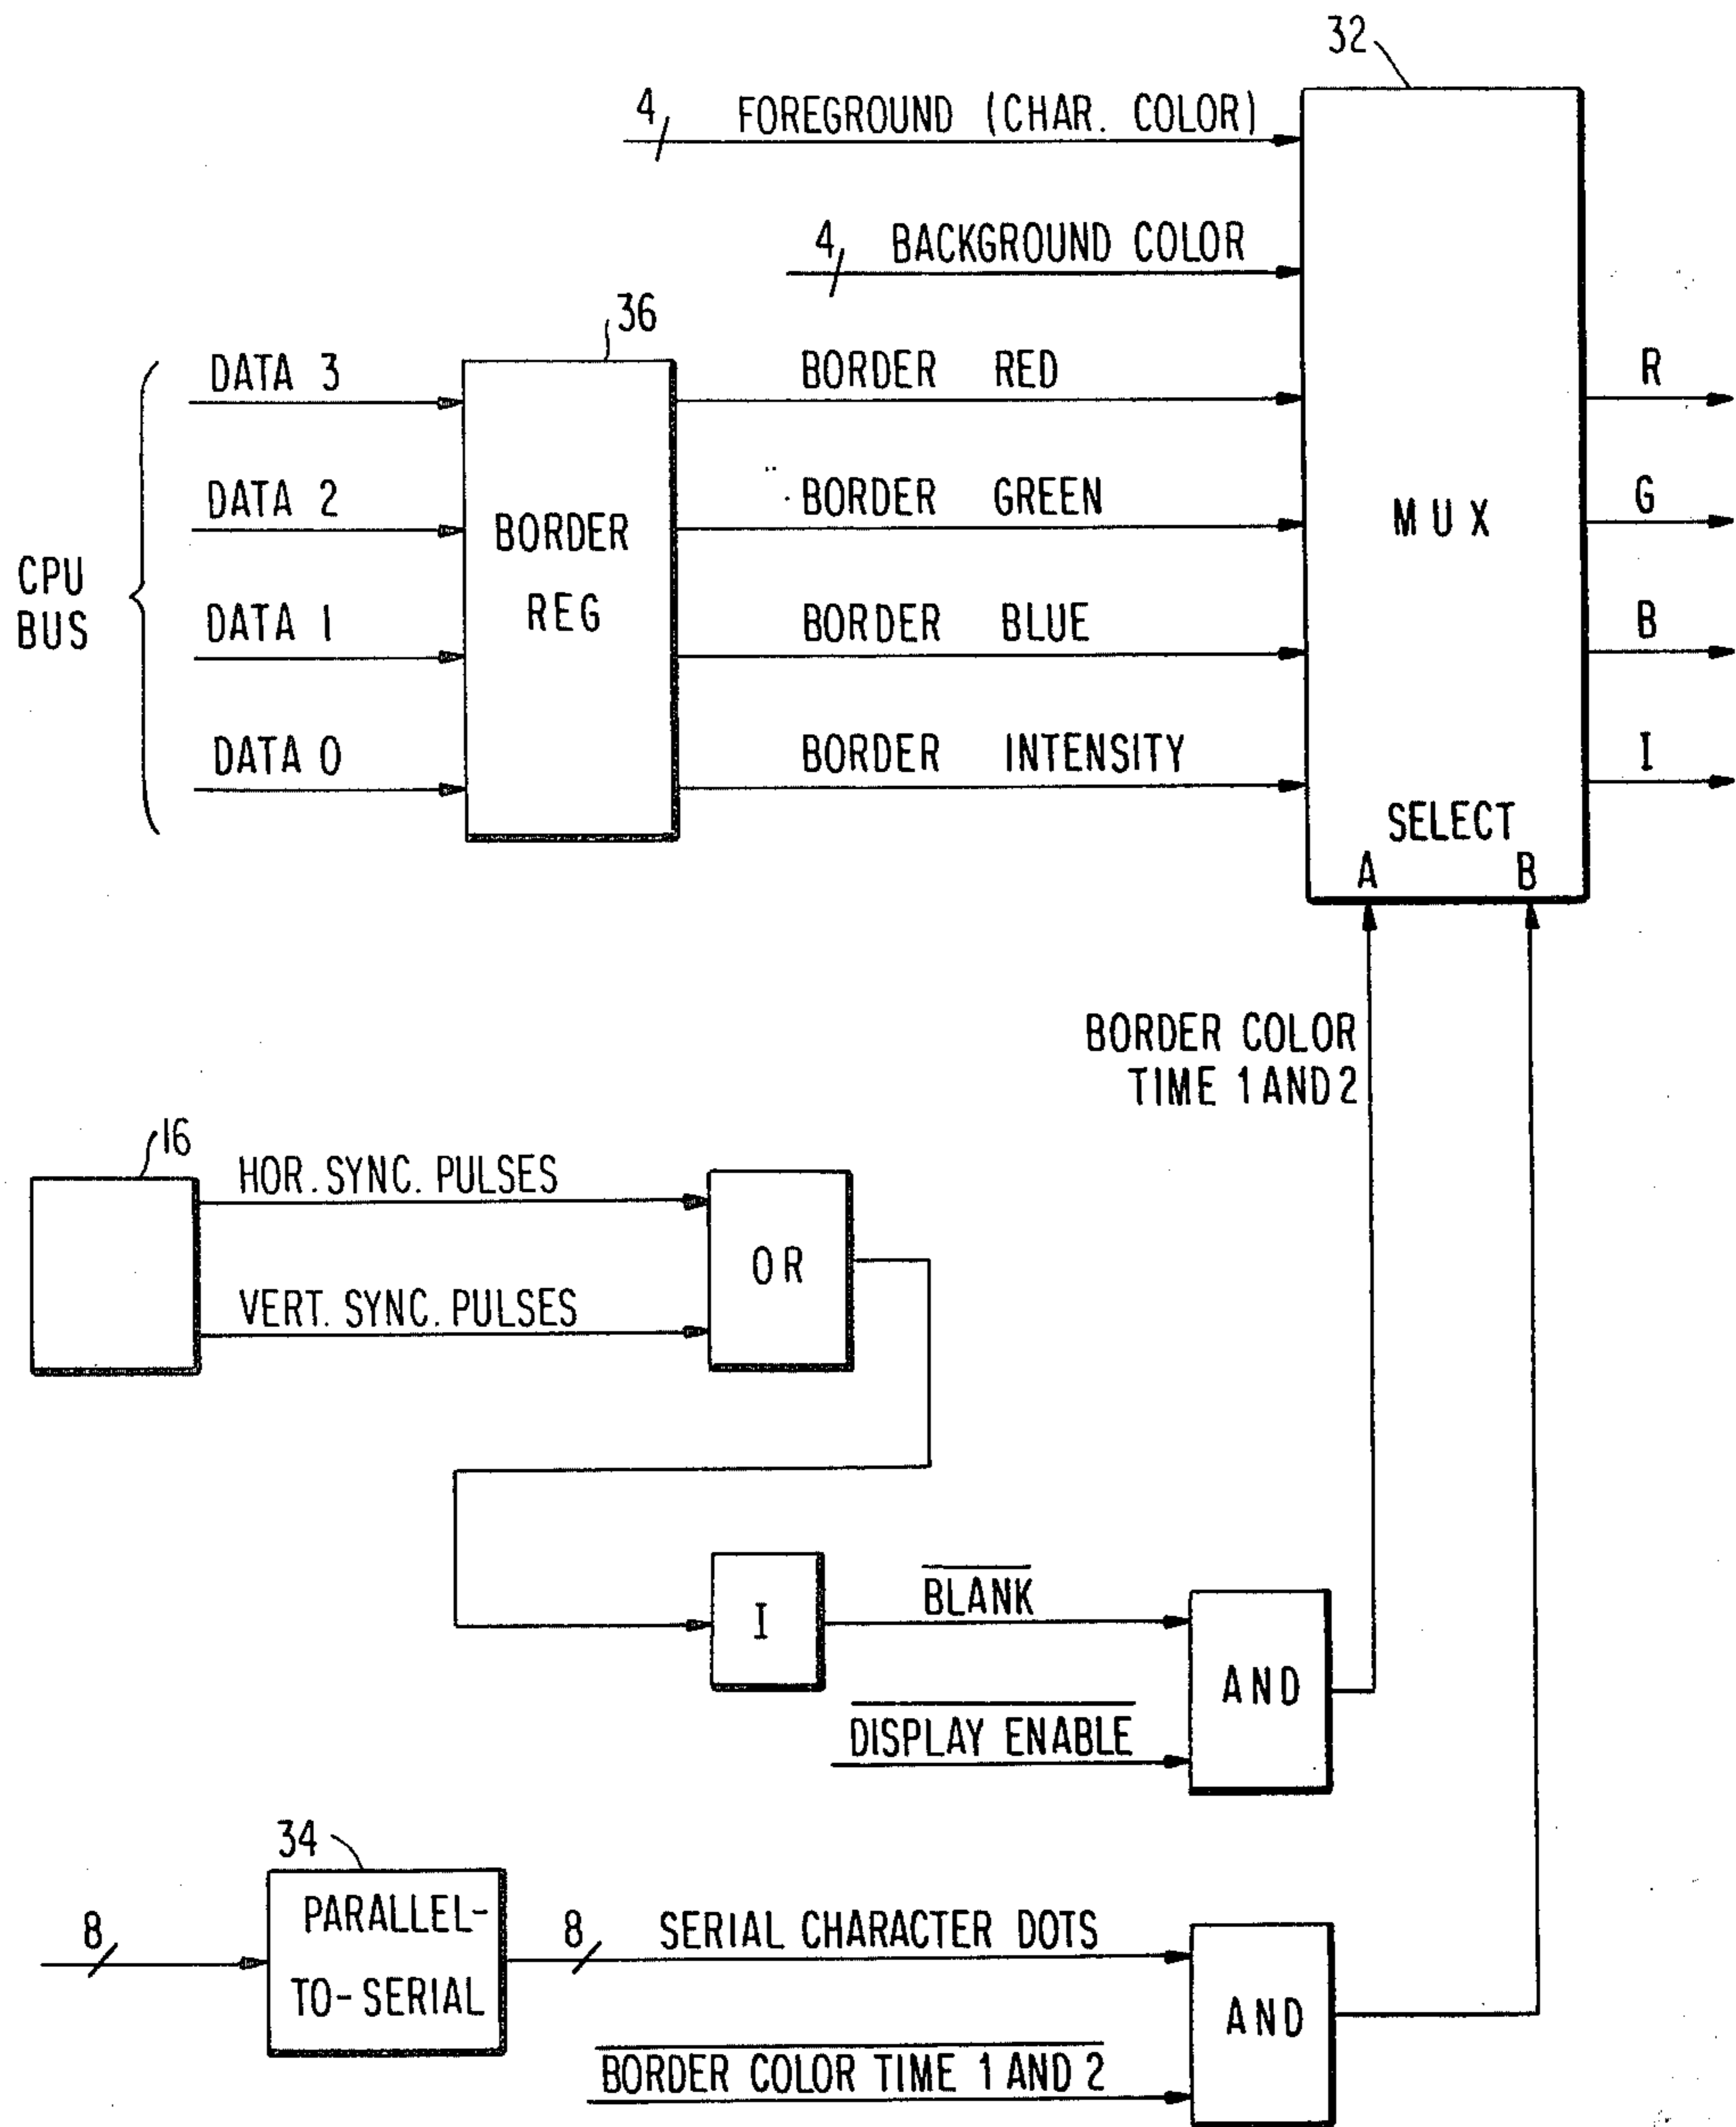 32
4 FOREGROUND (CHAR. COLOR)
4 BACKGROUND COLOR
36
DATA 3
BORDER RED
R
DATA 2
BORDER GREEN
G
BORDER
REG
MUX
CPU
BUS
DATA 1
BORDER BLUE
B
DATA 0
BORDER INTENSITY
I
SELECT
A B
BORDER COLOR
TIME 1 AND 2
16
HOR. SYNC. PULSES
OR
VERT. SYNC. PULSES
I
BLANK
AND
DISPLAY ENABLE
34
PARALLEL-
TO-SERIAL
8
8 SERIAL CHARACTER DOTS
AND
BORDER COLOR TIME 1 AND 2